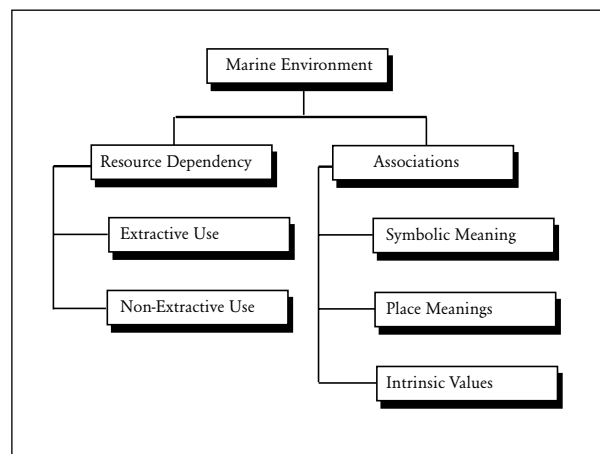 Marine Environment
Resource Dependency
Associations
Extractive Use
Symbolic Meaning
Non-Extractive Use
Place Meanings
Intrinsic Values